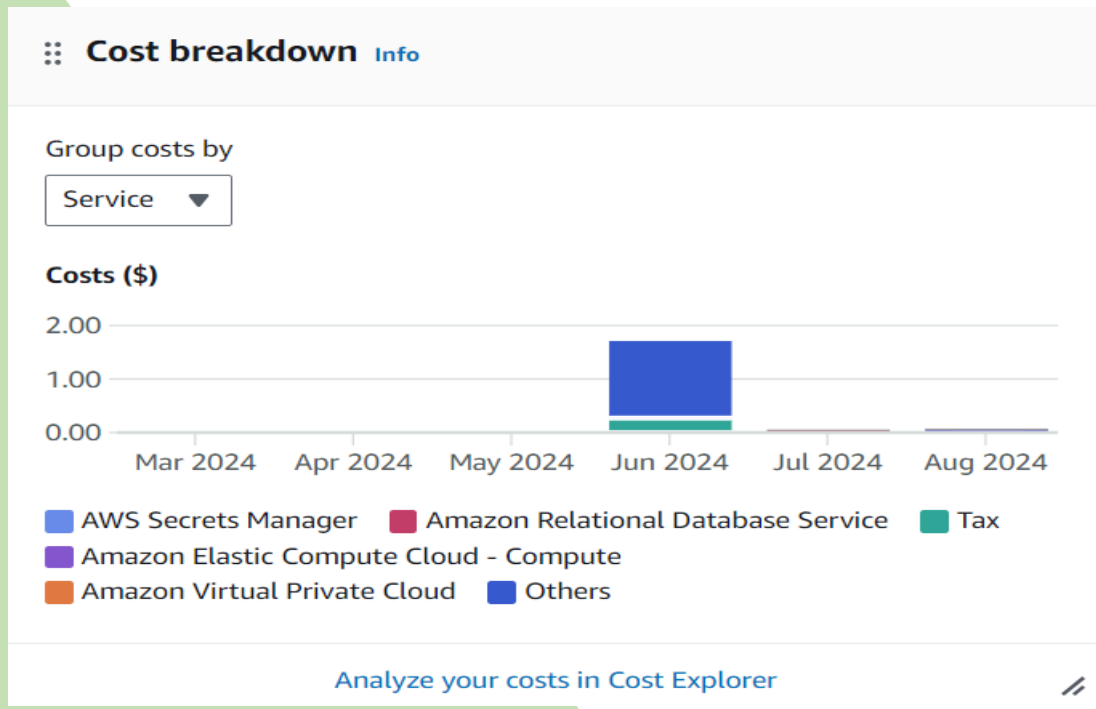 Cost breakdown Info
Group costs by
Service
Costs ($)
2.00
1.00
0.00
Mar 2024 Apr 2024 May 2024 Jun 2024 Jul 2024 Aug 2024
AWS Secrets Manager Amazon Relational Database Service Tax
Amazon Elastic Compute Cloud - Compute
Amazon Virtual Private Cloud Others
Analyze your costs in Cost Explorer